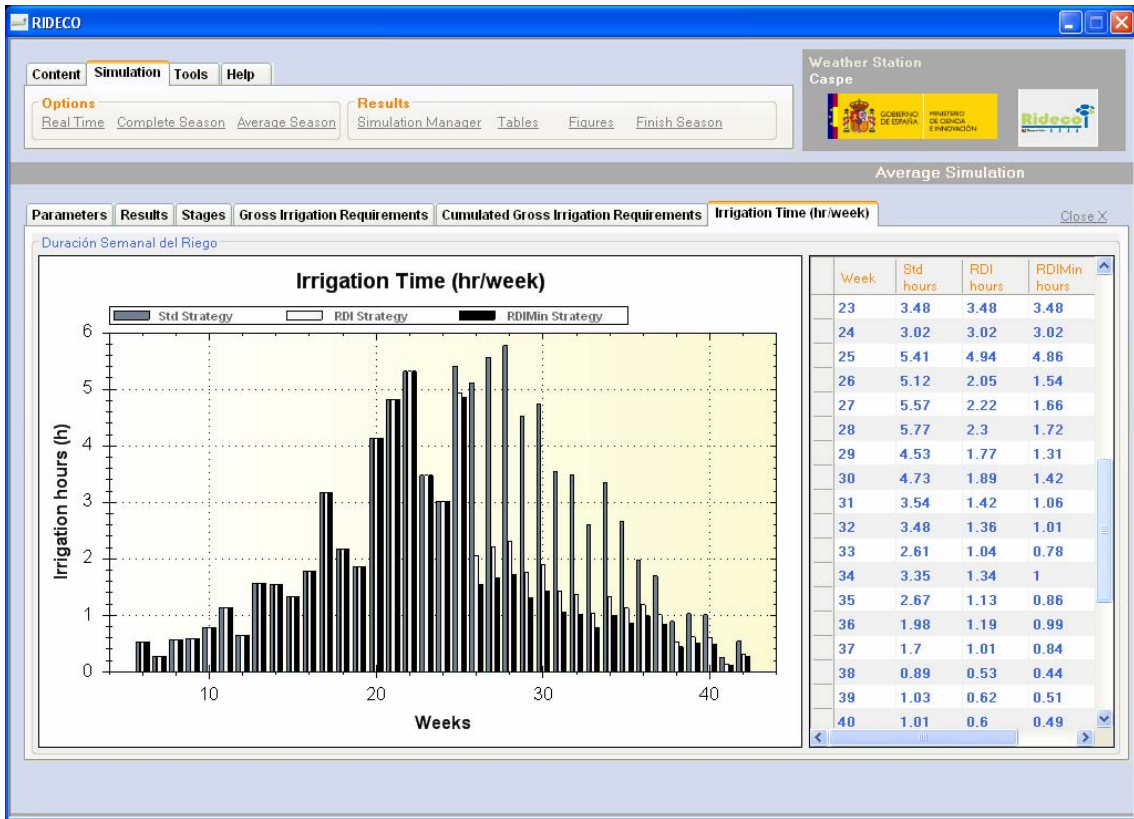 RIDECO
Content Simulation Tools Help
Options
Real Time Complete Season Average Season
Results
Simulation Manager Tables Figures Finish Season
Weather Station
Caspe
GOBIERNO DE ESPAÑA
MINISTERIO DE CIENCIA E INNOVACIÓN
Rideco
Average Simulation
Parameters Results Stages Gross Irrigation Requirements Cumulated Gross Irrigation Requirements Irrigation Time (hr/week) Close X
Duración Semanal del Riego
Irrigation Time (hr/week)
Std Strategy RDI Strategy RDIMin Strategy
Irrigation hours (h)
6
5
4
3
2
1
0
10 20 30 40
Weeks
Week Std hours RDI hours RDIMin hours
23 3.48 3.48 3.48
24 3.02 3.02 3.02
25 5.41 4.94 4.86
26 5.12 2.05 1.54
27 5.57 2.22 1.66
28 5.77 2.3 1.72
29 4.53 1.77 1.31
30 4.73 1.89 1.42
31 3.54 1.42 1.06
32 3.48 1.36 1.01
33 2.61 1.04 0.78
34 3.35 1.34 1
35 2.67 1.13 0.86
36 1.98 1.19 0.99
37 1.7 1.01 0.84
38 0.89 0.53 0.44
39 1.03 0.62 0.51
40 1.01 0.6 0.49